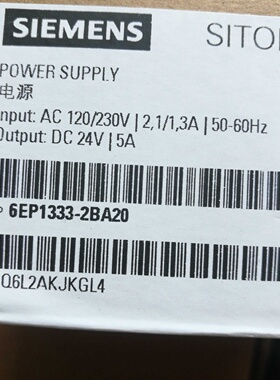 SIEMENS SITO
POWER SUPPLY
电源
nput: AC 120/230V | 2,1/1,3A | 50-60Hz
Output: DC 24V | 5A
P 6EP1333-2BA20
Q6L2AKJKGL4